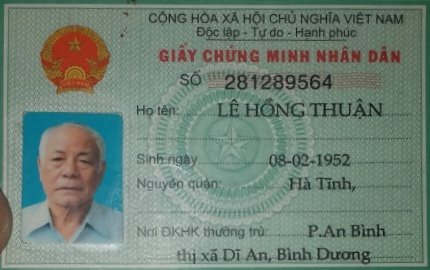 CỘNG HÒA XÃ HỘI CHỦ NGHĨA VIỆT NAM
Độc lập - Tự do - Hạnh phúc
GIẤY CHỨNG MINH NHÂN DÂN
SỐ 281289564
Họ tên: LÊ HỒNG THUẬN
Sinh ngày 08-02-1952
Nguyên quán: Hà Tĩnh,
Nơi ĐKHK thường trú: P.An Bình
thị xã Dĩ An, Bình Dương